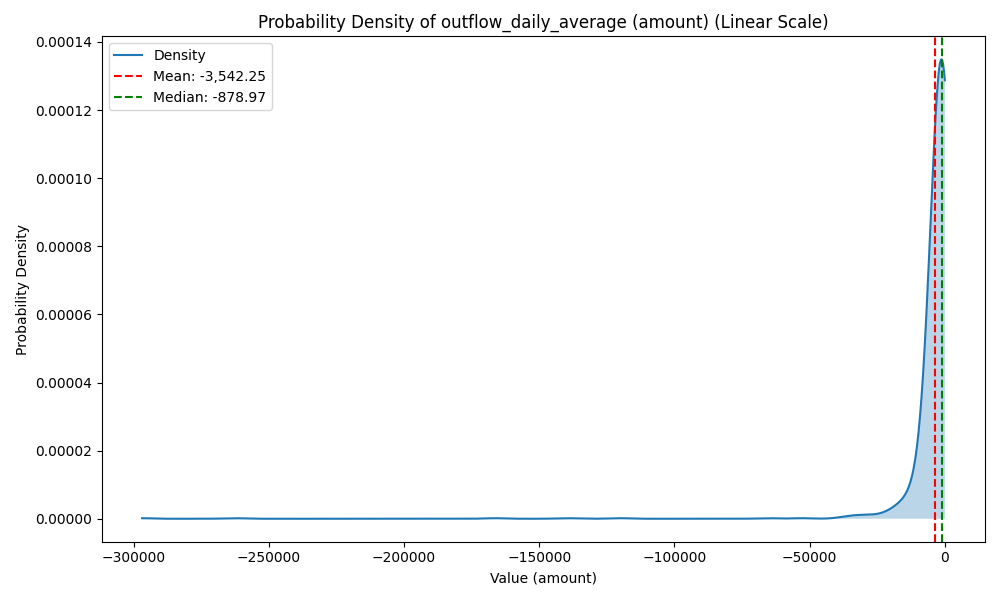 Probability Density of outflow_daily_average (amount) (Linear Scale)
Density
Mean: -3,542.25
Median: -878.97
Probability Density
0.00014
0.00012
0.00010
0.00008
0.00006
0.00004
0.00002
0.00000
−300000
−250000
−200000
−150000
−100000
−50000
0
Value (amount)